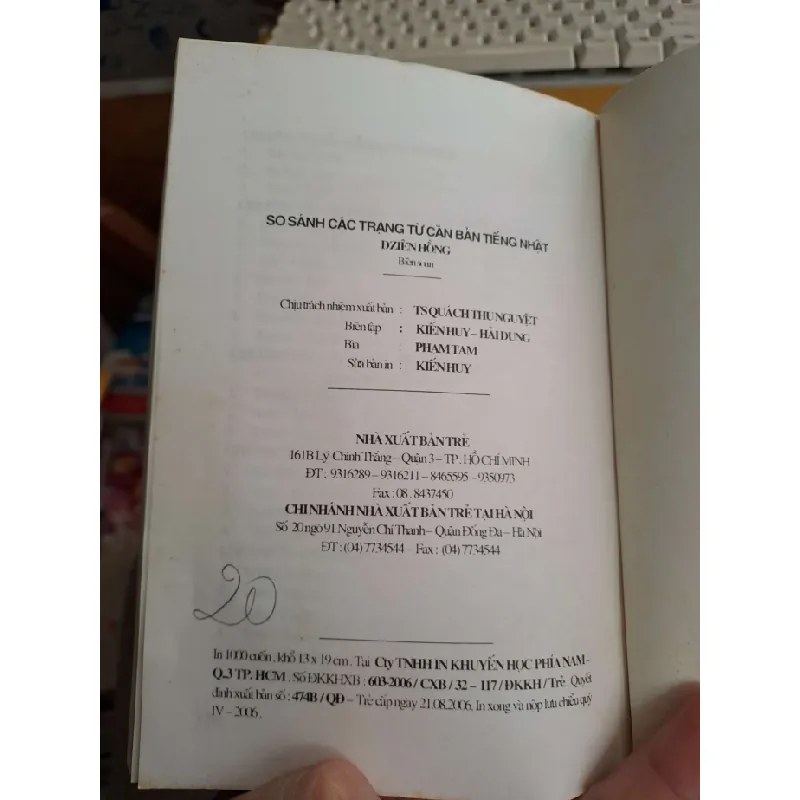 SO SÁNH CÁC TRẠNG TỪ CĂN BẢN TIẾNG NHẬT
DZIÊN HỒNG
Biên soạn
Chịu trách nhiệm xuất bản : TS QUÁCH THU NGUYỆT
Biên tập : KIẾN HUY – HẢI DUNG
Bìa : PHẠM TAM
Sửa bản in : KIẾN HUY
NHÀ XUẤT BẢN TRẺ
161B Lý Chính Thắng – Quận 3 – TP. HỒ CHÍ MINH
ĐT : 9316289 – 9316211 – 8465595 – 9350973
Fax : 08. 8437450
CHI NHÁNH NHÀ XUẤT BẢN TRẺ TẠI HÀ NỘI
Số 20 ngõ 91 Nguyễn Chí Thanh – Quận Đống Đa – Hà Nội
ĐT : (04) 7734544 – Fax : (04) 7734544
20
In 1000 cuốn, khổ 13 x 19 cm. Tại Cty TNHH IN KHUYẾN HỌC PHÍA NAM –
Q.3 TP. HCM. Số ĐKKHXB : 603-2006 / CXB / 32 – 117 / ĐKKH / Trẻ Quyết
định xuất bản số : 474B / QĐ – Trẻ cấp ngày 21.08.2006. In xong và nộp lưu chiểu quý
IV – 2006.